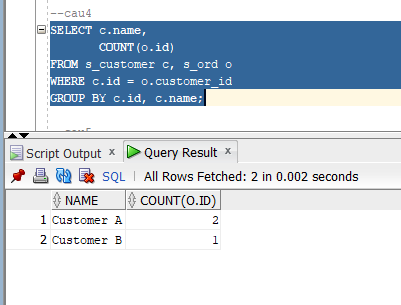 --cau4
SELECT c.name,
COUNT(o.id)
FROM s_customer c, s_ord o
WHERE c.id = o.customer_id
GROUP BY c.id, c.name;
Script Output x Query Result x
SQL | All Rows Fetched: 2 in 0.002 seconds
NAME COUNT(O.ID)
1 Customer A 2
2 Customer B 1